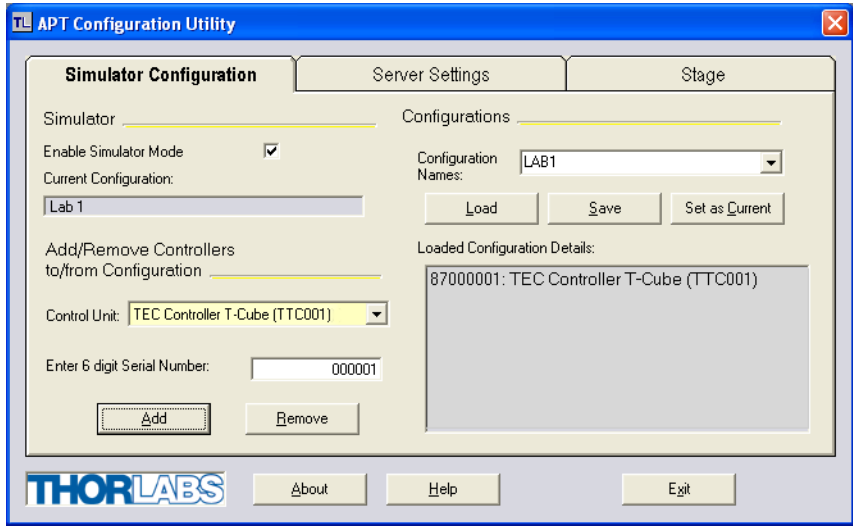 TL APT Configuration Utility
Simulator Configuration
Server Settings
Stage
Simulator
Enable Simulator Mode
Current Configuration:
Lab 1
Add/Remove Controllers
to/from Configuration
Control Unit: TEC Controller T-Cube (TTC001)
Enter 6 digit Serial Number: 000001
Add
Remove
Configurations
Configuration
Names:
LAB1
Load
Save
Set as Current
Loaded Configuration Details:
87000001: TEC Controller T-Cube (TTC001)
THORLABS
About
Help
Exit